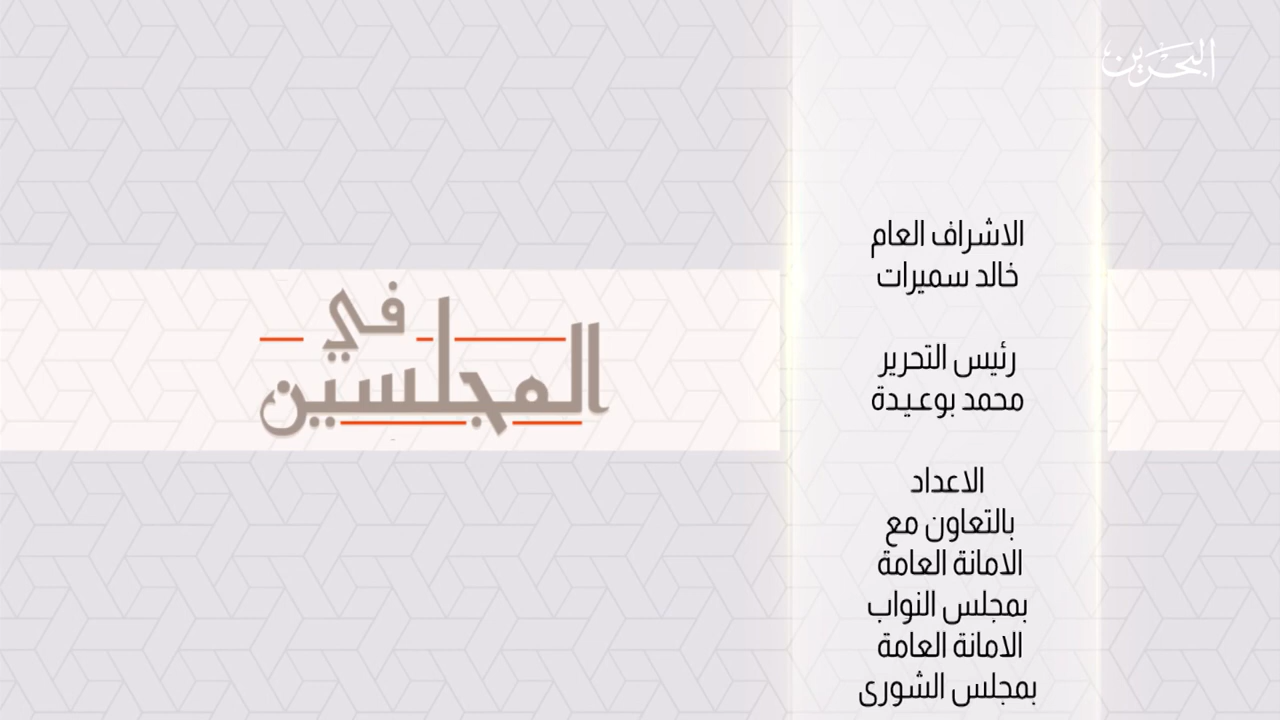 البحرين
في
المجلسين
الاشراف العام
خالد سميرات
رئيس التحرير
محمد بوعيدة
الاعداد
بالتعاون مع
الامانة العامة
بمجلس النواب
الامانة العامة
بمجلس الشورى